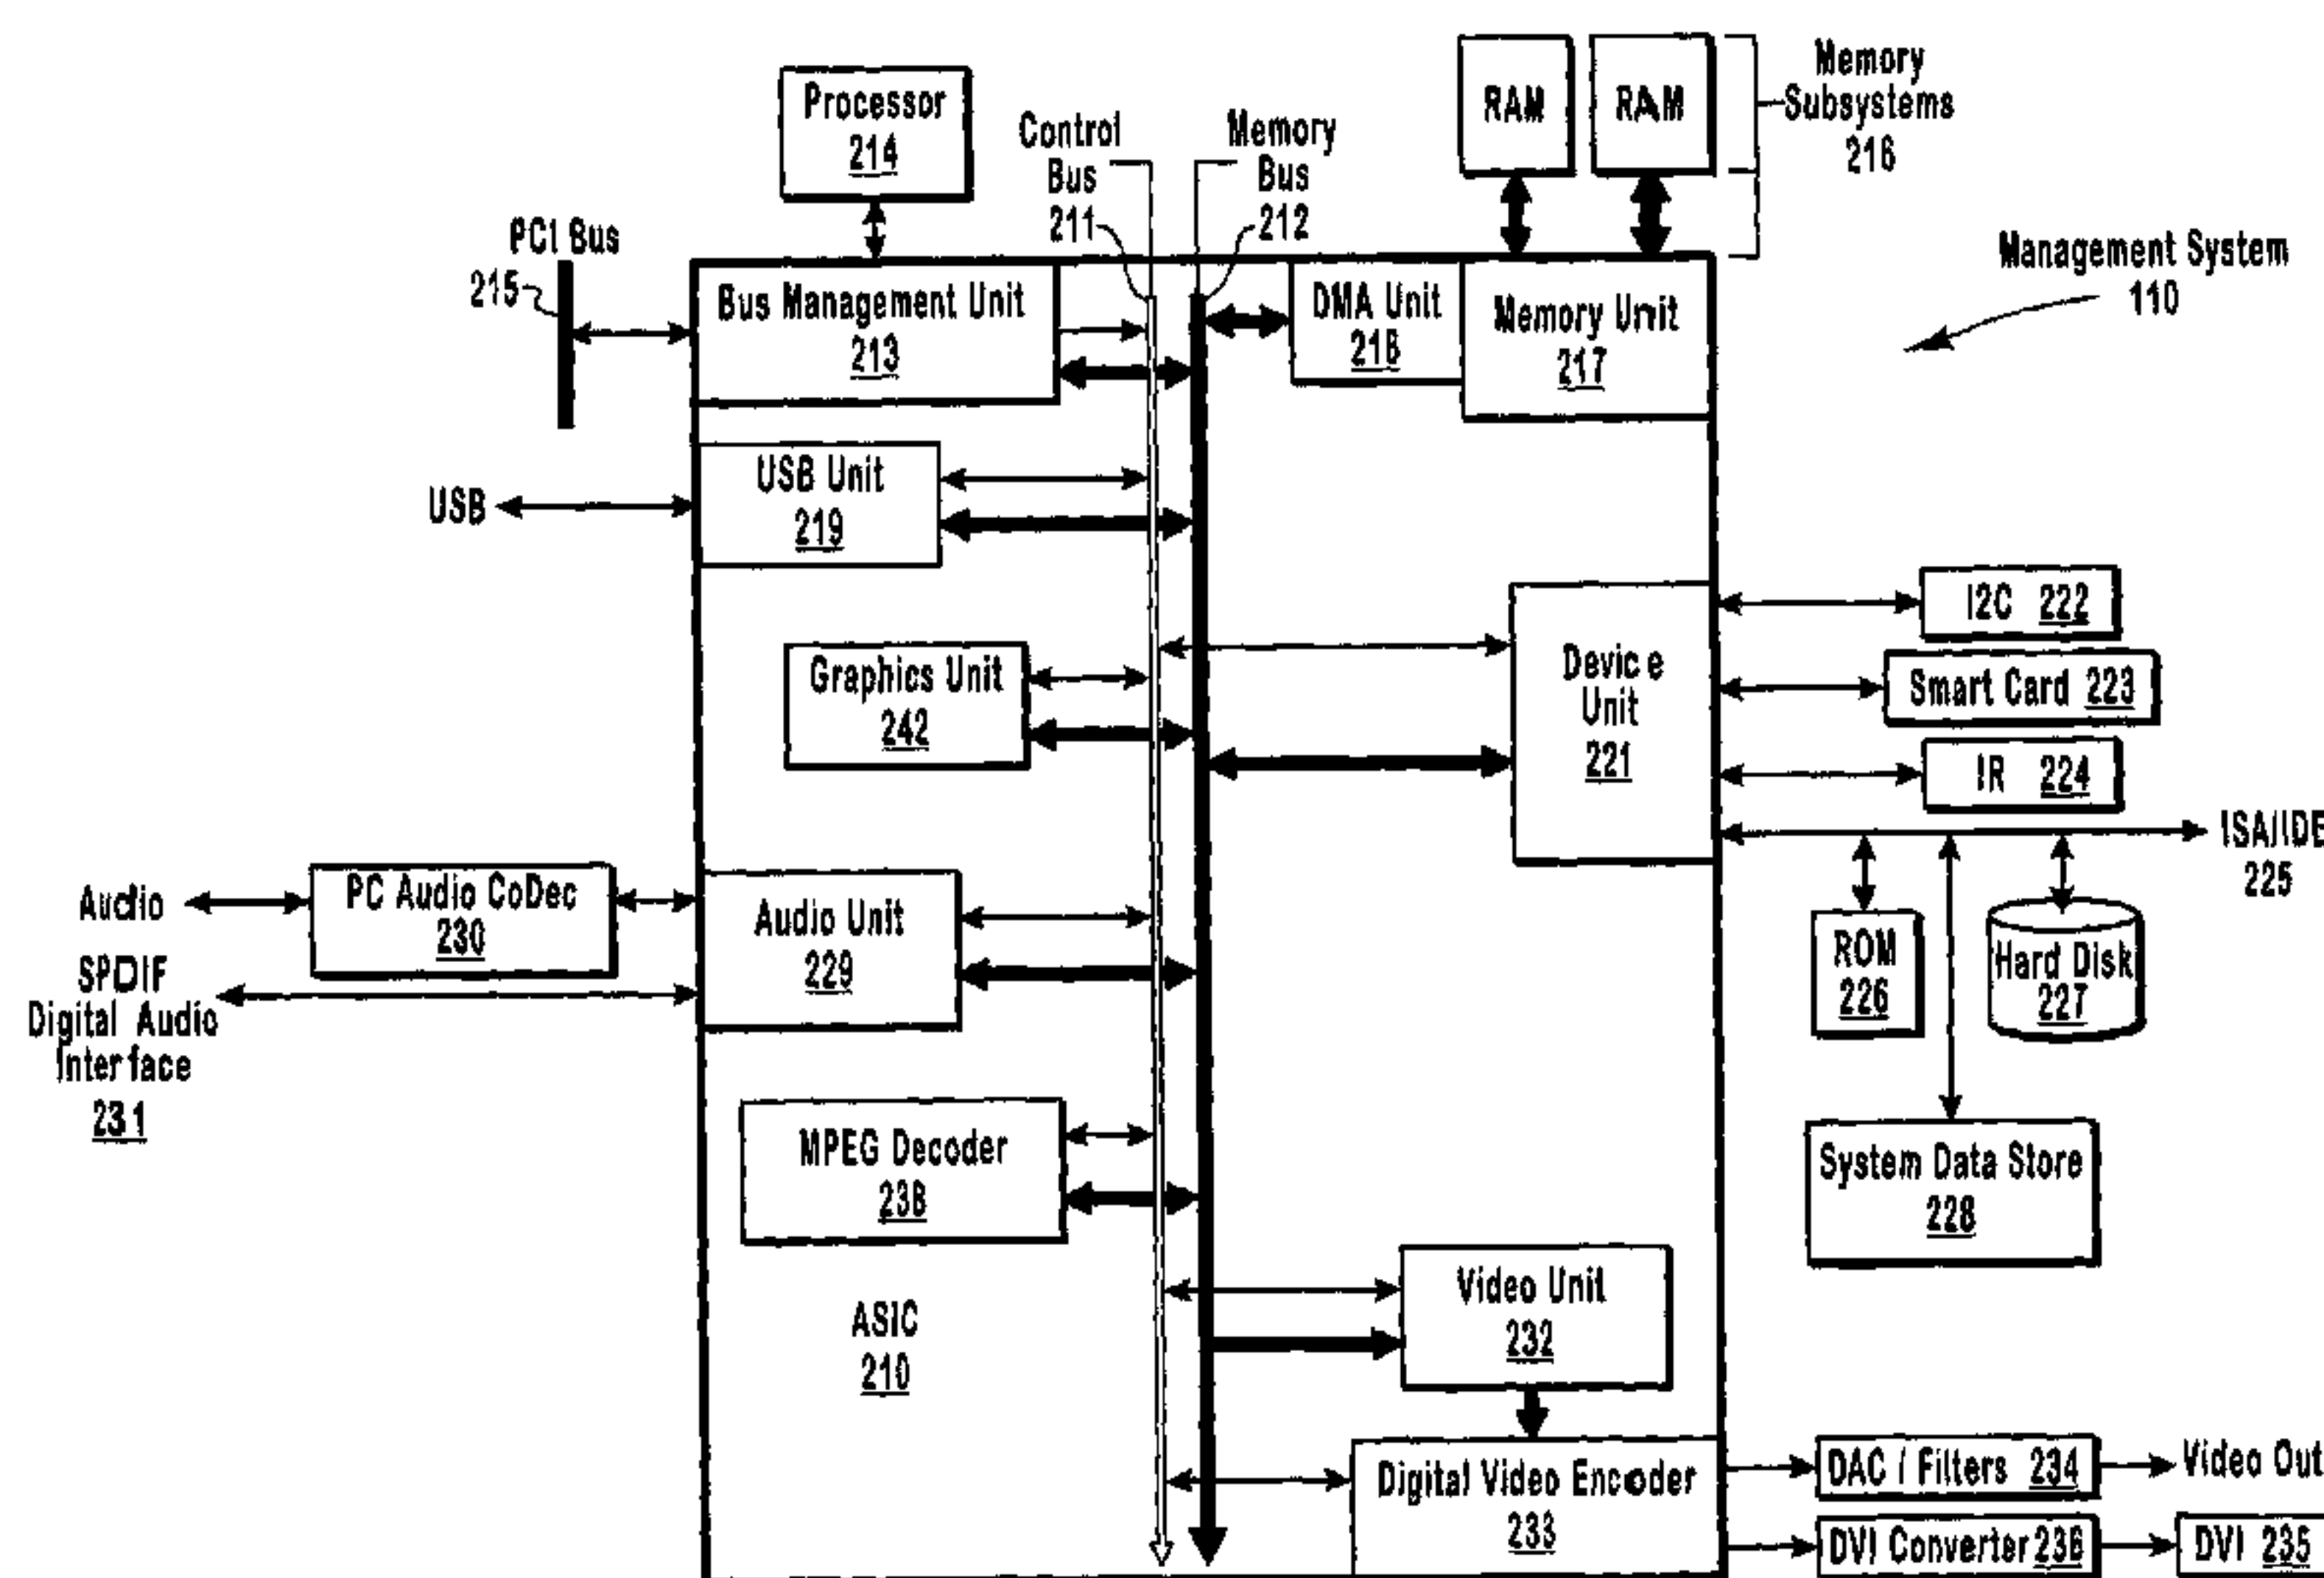 Processor
214
Control
Bus
211
Memory
Bus
212
RAM
RAM
Memory
Subsystems
216
Management System
110
PCI Bus
215
Bus Management Unit
213
DMA Unit
218
Memory Unit
217
USB
USB Unit
219
Graphics Unit
242
Device
Unit
221
I2C 222
Smart Card 223
IR 224
ISA/IDE
225
ROM
226
Hard Disk
227
System Data Store
228
Audio
PC Audio CoDec
230
SPDIF
Digital Audio
Interface
231
Audio Unit
229
MPEG Decoder
238
ASIC
210
Video Unit
232
Digital Video Encoder
233
DAC / Filters 234
Video Out
DVI Converter 236
DVI 235